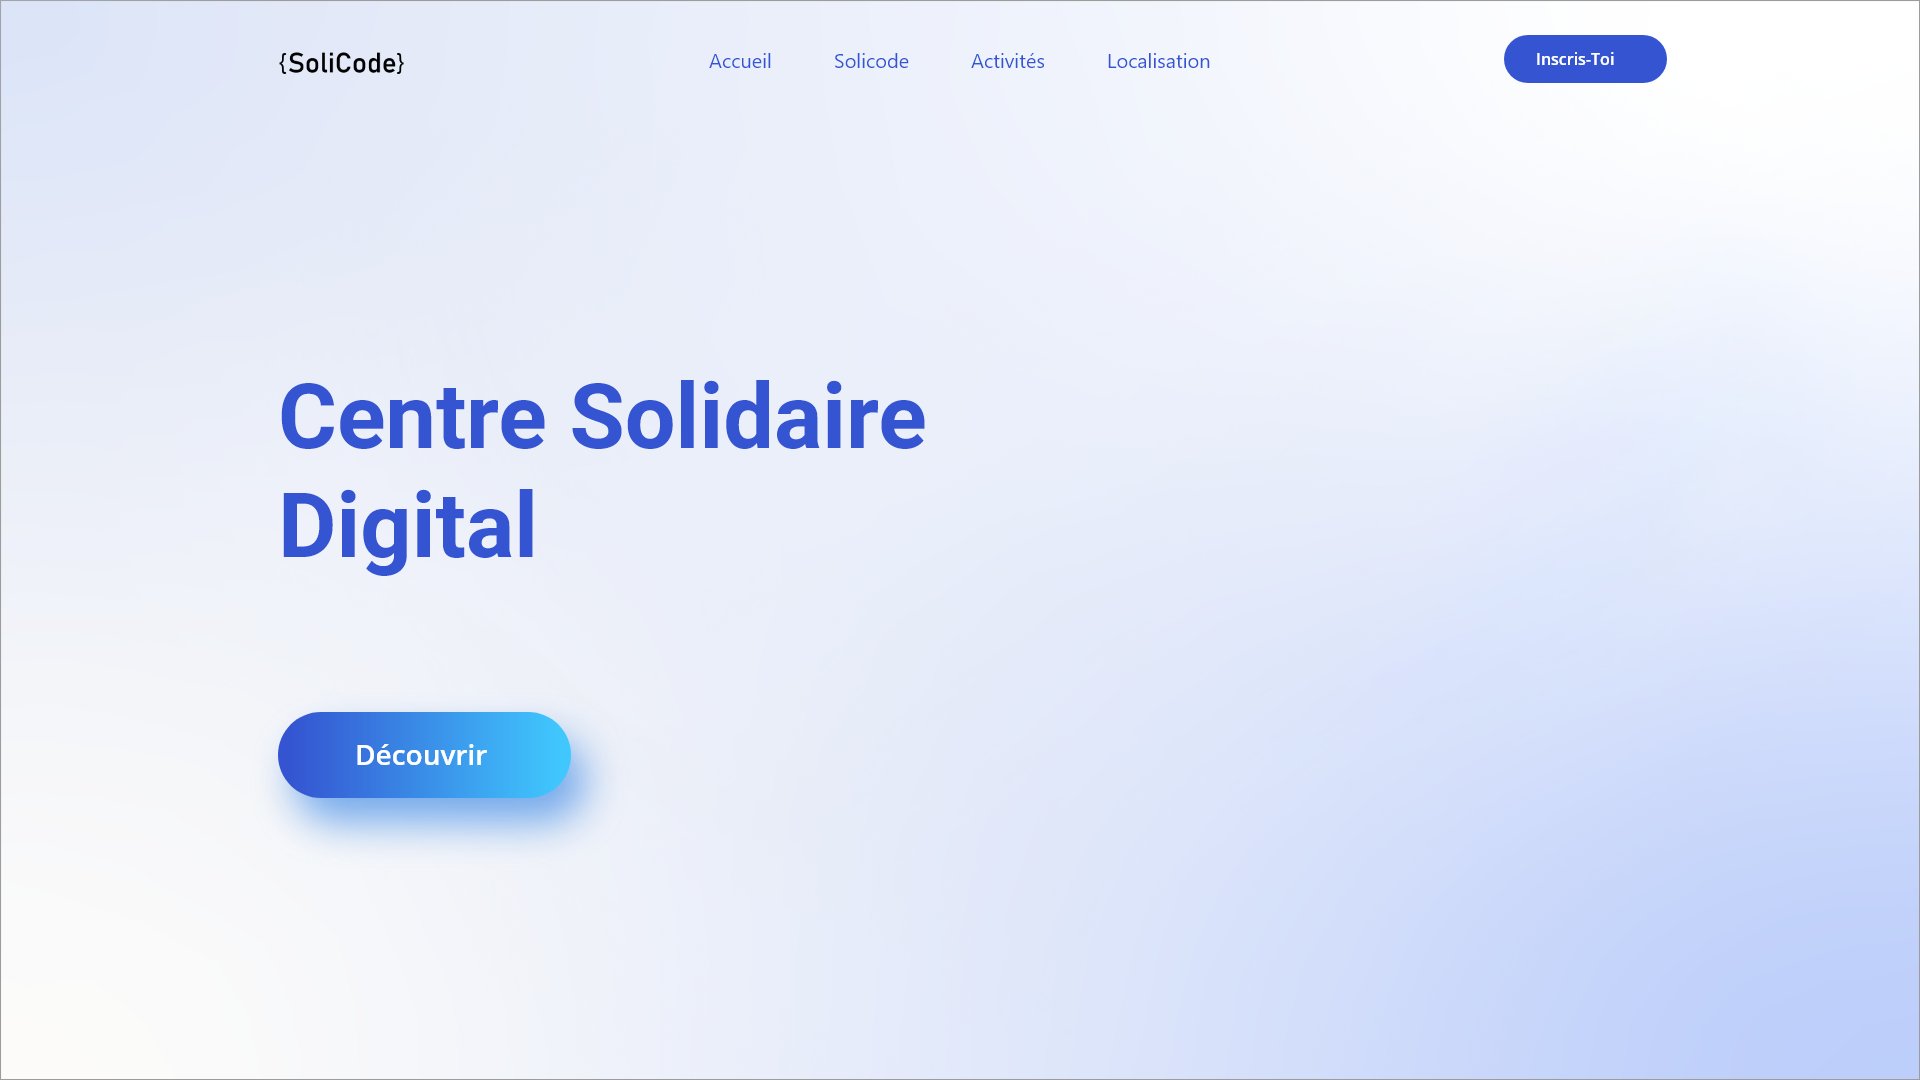 {SoliCode}
Accueil Solicode Activités Localisation
Inscris-Toi
Centre Solidaire
Digital
Découvrir